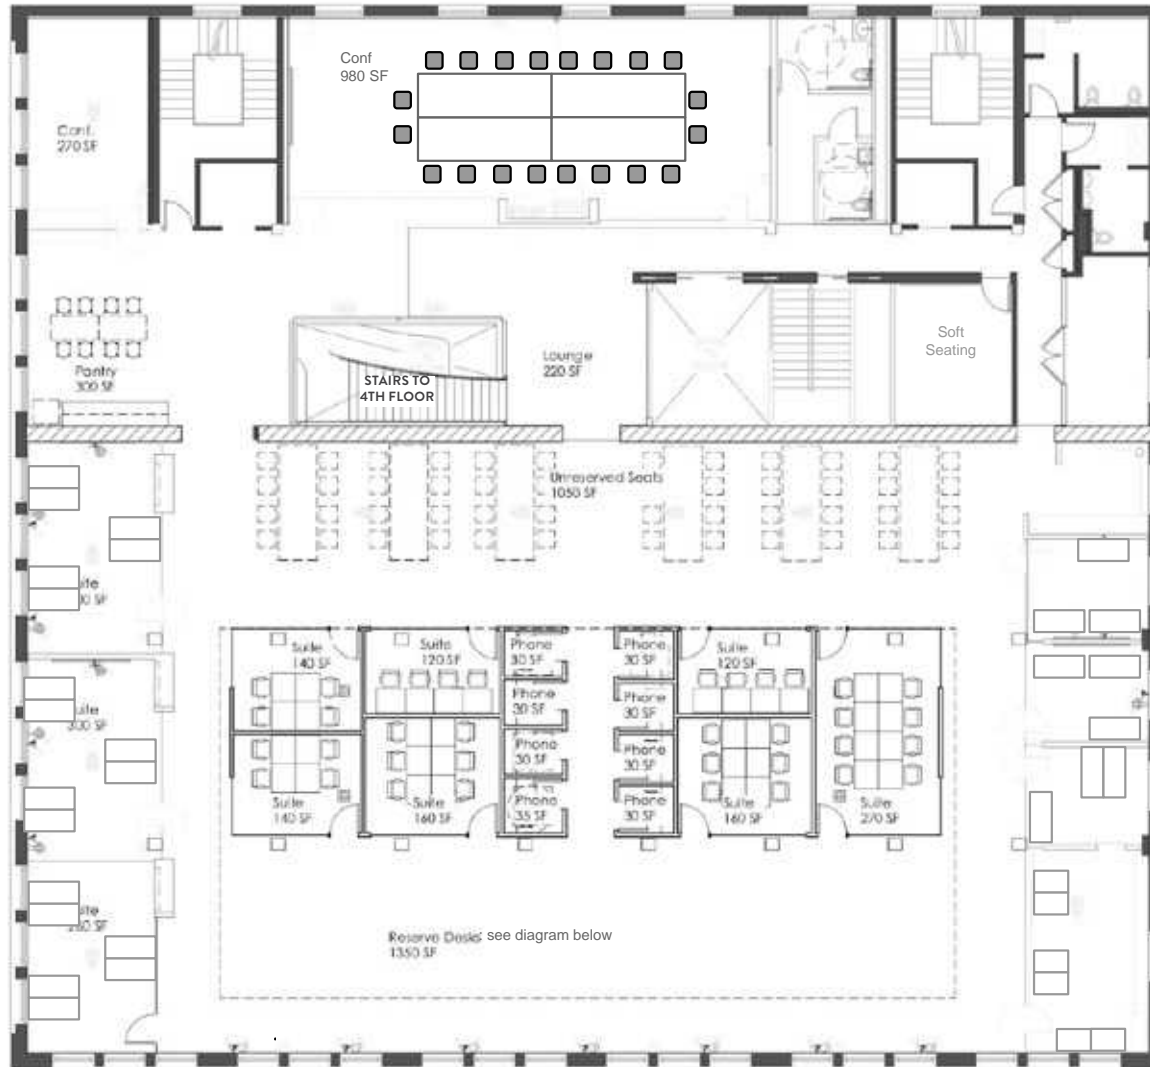 Conf
980 SF
Conf.
270 SF
Soft
Seating
Pantry
300 SF
STAIRS TO
4TH FLOOR
Lounge
220 SF
Unreserved Seats
1050 SF
Suite
140 SF
Suite
120 SF
Phone
30 SF
Phone
30 SF
Suite
120 SF
Phone
30 SF
Phone
30 SF
300 SF
Phone
30 SF
Phone
30 SF
Suite
140 SF
Suite
160 SF
Phone
35 SF
Phone
30 SF
Suite
160 SF
Suite
270 SF
Reserve Desks see diagram below
1350 SF